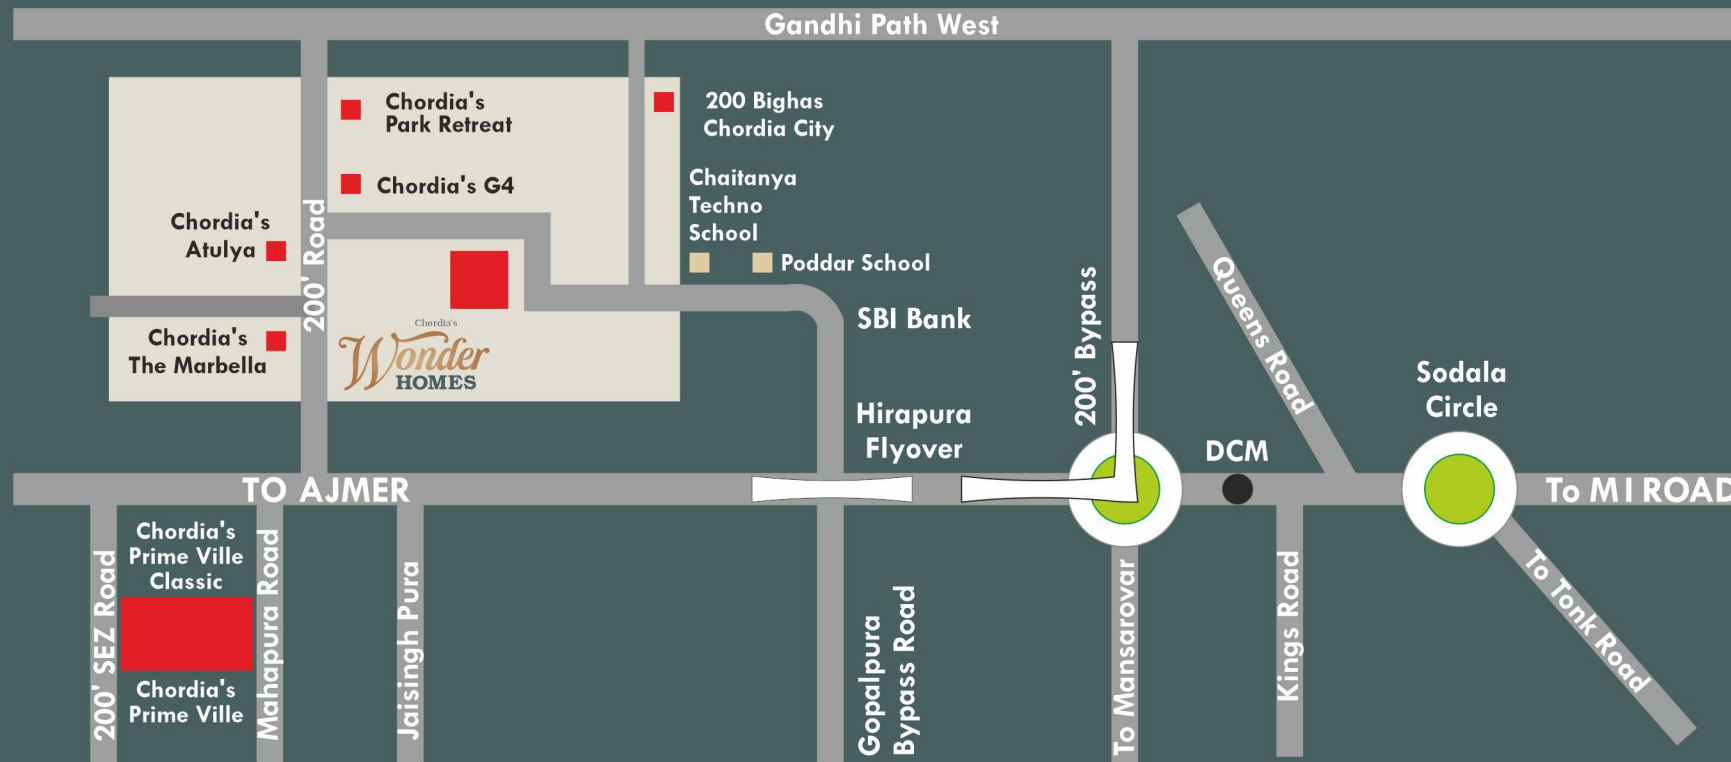 Gandhi Path West
Chordia's
Park Retreat
200 Bighas
Chordia City
Chordia's G4
Chaitanya
Techno
School
Poddar School
Chordia's
Atulya
200' Road
SBI Bank
Chordia's
The Marbella
Chordia's
Wonder
HOMES
200' Bypass
Queens Road
Sodala
Circle
Hirapura
Flyover
DCM
TO AJMER
To M I ROAD
Chordia's
Prime Ville
Classic
Chordia's
Prime Ville
200' SEZ Road
Mahapura Road
Jaisingh Pura
Gopalpura
Bypass Road
To Mansarovar
Kings Road
To Tonk Road